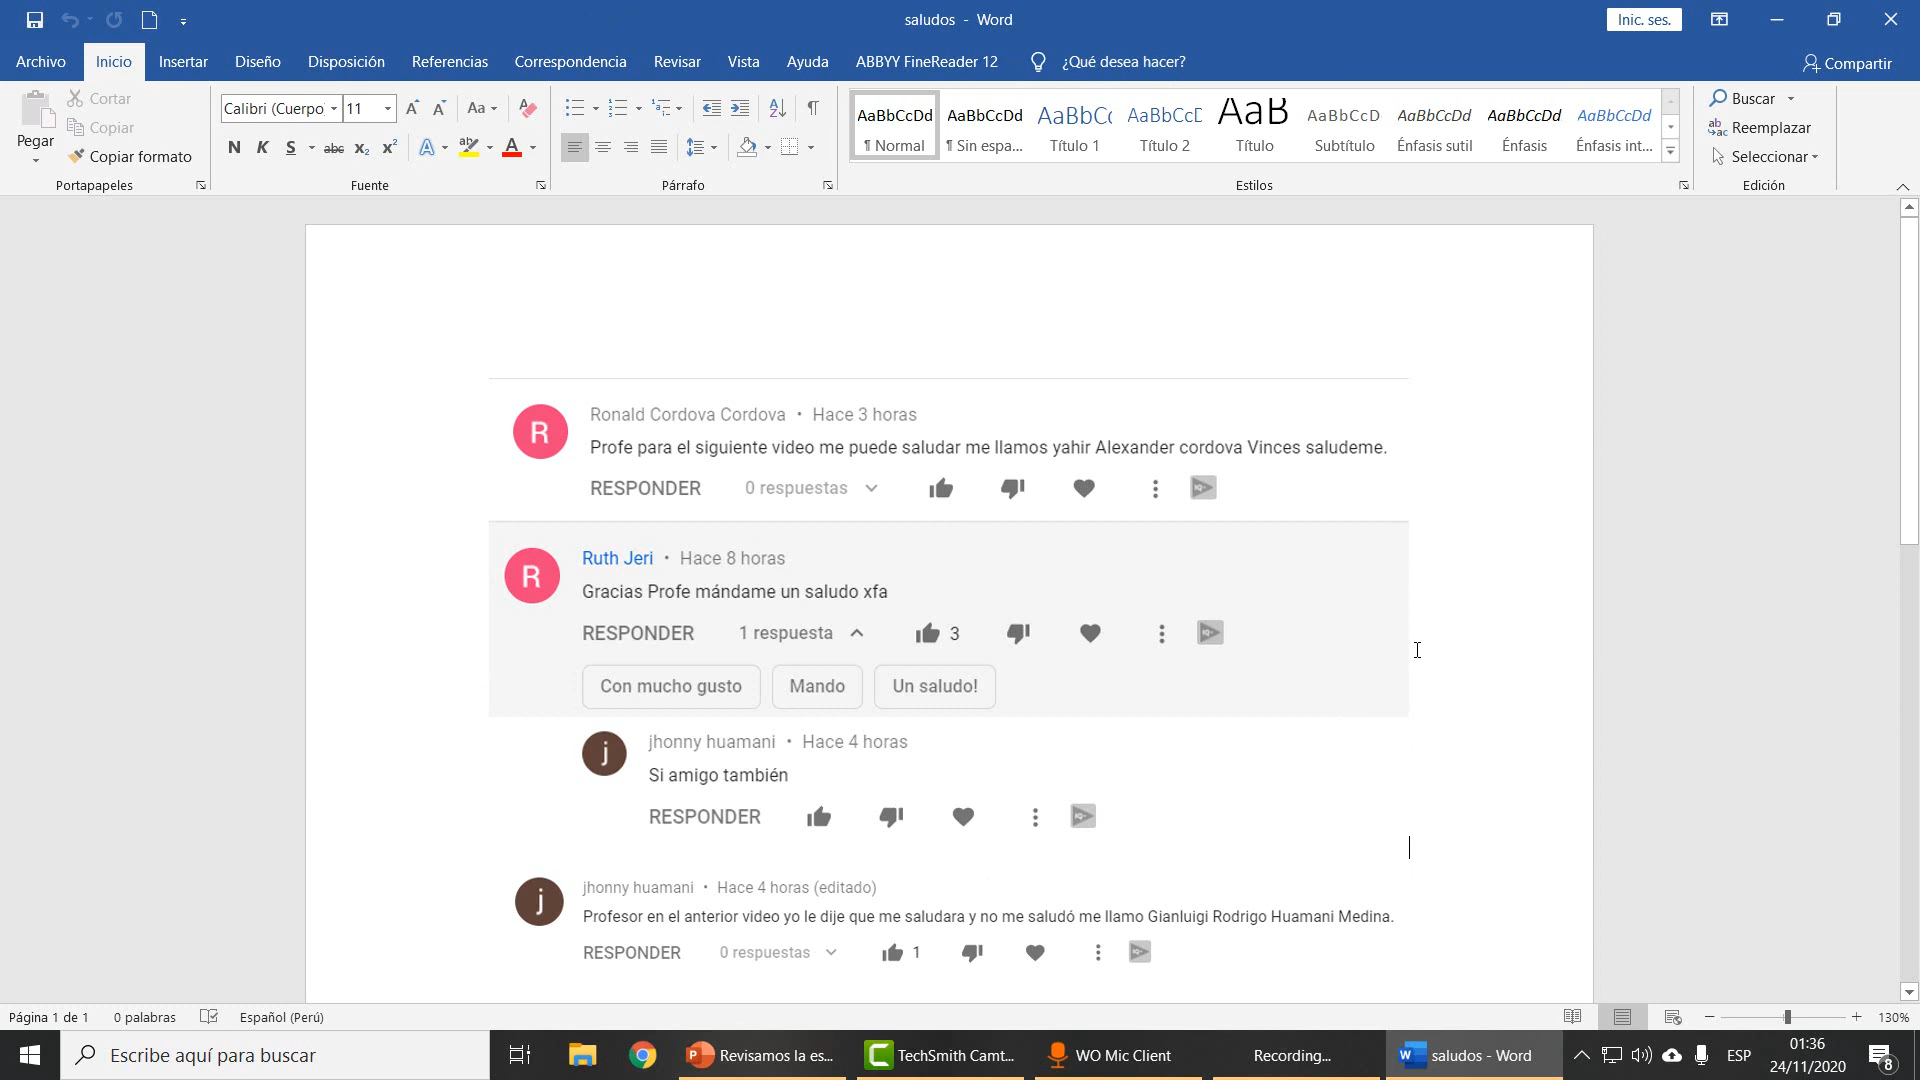 saludos - Word
Inic. ses.
Archivo Inicio Insertar Diseño Disposición Referencias Correspondencia Revisar Vista Ayuda ABBYY FineReader 12 ¿Qué desea hacer? Compartir
Pegar
Cortar
Copiar
Copiar formato
Portapapeles
Calibri (Cuerpo 11
Aa
N K S abc x₂ x² A ab A
Fuente
Párrafo
AaBbCcDd AaBbCcDd AaBbCc AaBbCcD AaB AaBbCcD AaBbCcDd AaBbCcDd AaBbCcDd
¶ Normal ¶ Sin espa... Título 1 Título 2 Título Subtítulo Énfasis sutil Énfasis Énfasis int...
Estilos
Buscar
Reemplazar
Seleccionar
Edición
R
Ronald Cordova Cordova • Hace 3 horas
Profe para el siguiente video me puede saludar me llamos yahir Alexander cordova Vinces saludeme.
RESPONDER 0 respuestas
R
Ruth Jeri • Hace 8 horas
Gracias Profe mándame un saludo xfa
RESPONDER 1 respuesta 3
Con mucho gusto Mando Un saludo!
j
jhonny huamani • Hace 4 horas
Si amigo también
RESPONDER
j
jhonny huamani • Hace 4 horas (editado)
Profesor en el anterior video yo le dije que me saludara y no me saludó me llamo Gianluigi Rodrigo Huamani Medina.
RESPONDER 0 respuestas 1
Página 1 de 1 0 palabras Español (Perú) 130%
Escribe aquí para buscar
Revisamos la es... TechSmith Camt... WO Mic Client Recording... saludos - Word
ESP
01:36
24/11/2020
8